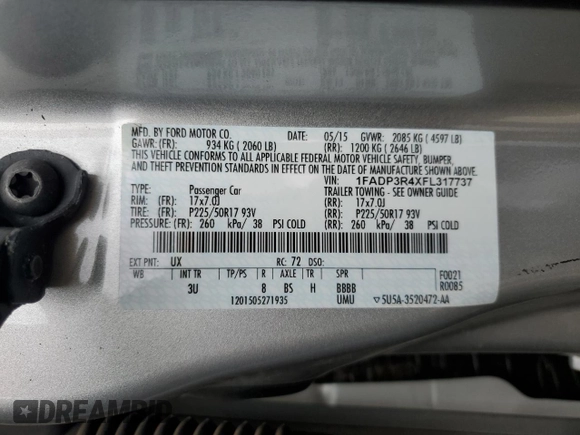 MFD. BY FORD MOTOR CO. DATE: 05/15 GVWR: 2085 KG ( 4597 LB)
GAWR: (FR): 934 KG ( 2060 LB) (RR): 1200 KG ( 2646 LB)
THIS VEHICLE CONFORMS TO ALL APPLICABLE FEDERAL MOTOR VEHICLE SAFETY, BUMPER,
AND THEFT PREVENTION STANDARDS IN EFFECT ON THE DATE OF MANUFACTURE SHOWN ABOVE.
VIN: 1FADP3R4XFL317737
TYPE: Passenger Car TRAILER TOWING - SEE OWNER GUIDE
RIM: (FR) 17x7.0J (RR) 17x7.0J
TIRE: (FR) P225/50R17 93V (RR) P225/50R17 93V
PRESSURE: (FR) 260 kPa/ 38 PSI COLD (RR) 260 kPa/ 38 PSI COLD
EXT PNT: UX RC: 72 DSO:
WB INT TR TP/PS R AXLE TR SPR F0021
3U 8 BS H BBBB R0085
1201505271935 UMU 5U5A-3520472-AA
DREAMBID